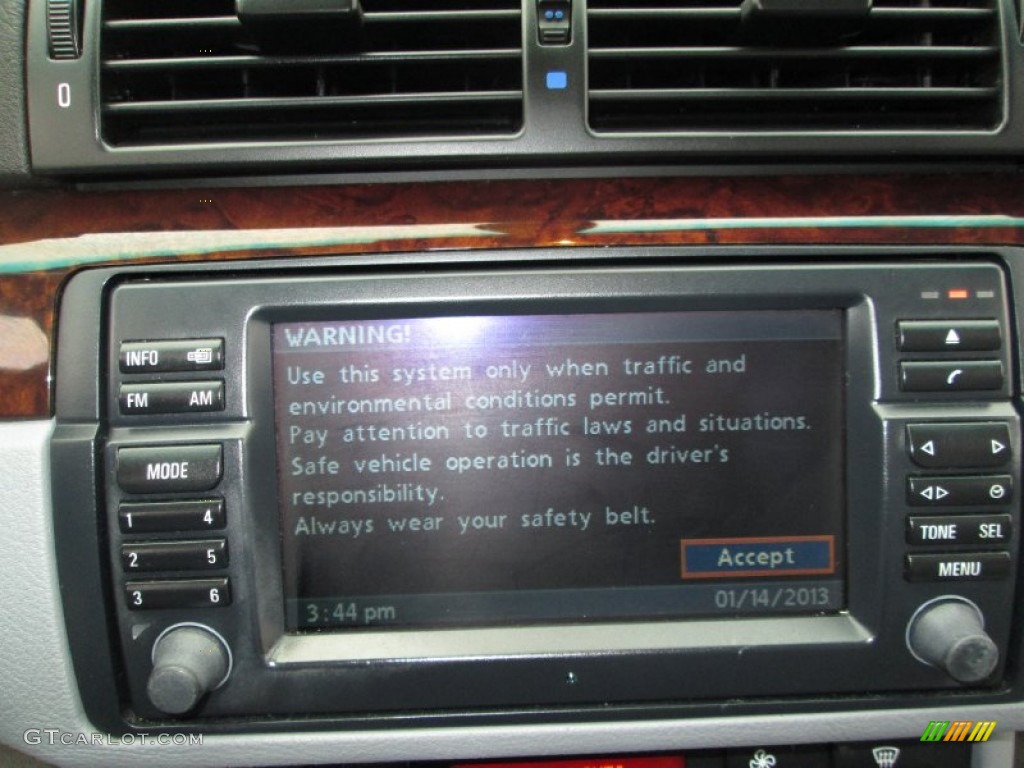 0
WARNING!
Use this system only when traffic and
environmental conditions permit.
Pay attention to traffic laws and situations.
Safe vehicle operation is the driver's
responsibility.
Always wear your safety belt.
Accept
3:44 pm 01/14/2013
INFO
FM AM
MODE
1 4
2 5
3 6
TONE SEL
MENU
GTCARLOT.COM